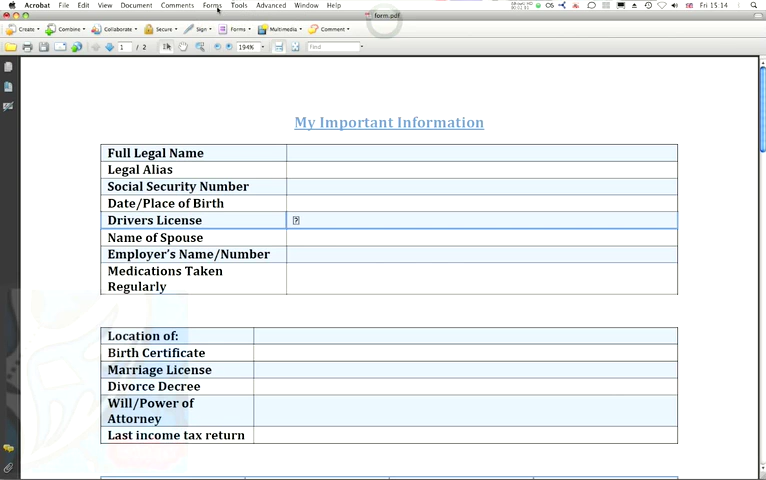 Acrobat File Edit View Document Comments Forms Tools Advanced Window Help Fri 15:14
form.pdf
Create Combine Collaborate Secure Sign Forms Multimedia Comment
1 / 2 194% Find
My Important Information
Full Legal Name
Legal Alias
Social Security Number
Date/Place of Birth
Drivers License
Name of Spouse
Employer's Name/Number
Medications Taken
Regularly
Location of:
Birth Certificate
Marriage License
Divorce Decree
Will/Power of
Attorney
Last income tax return